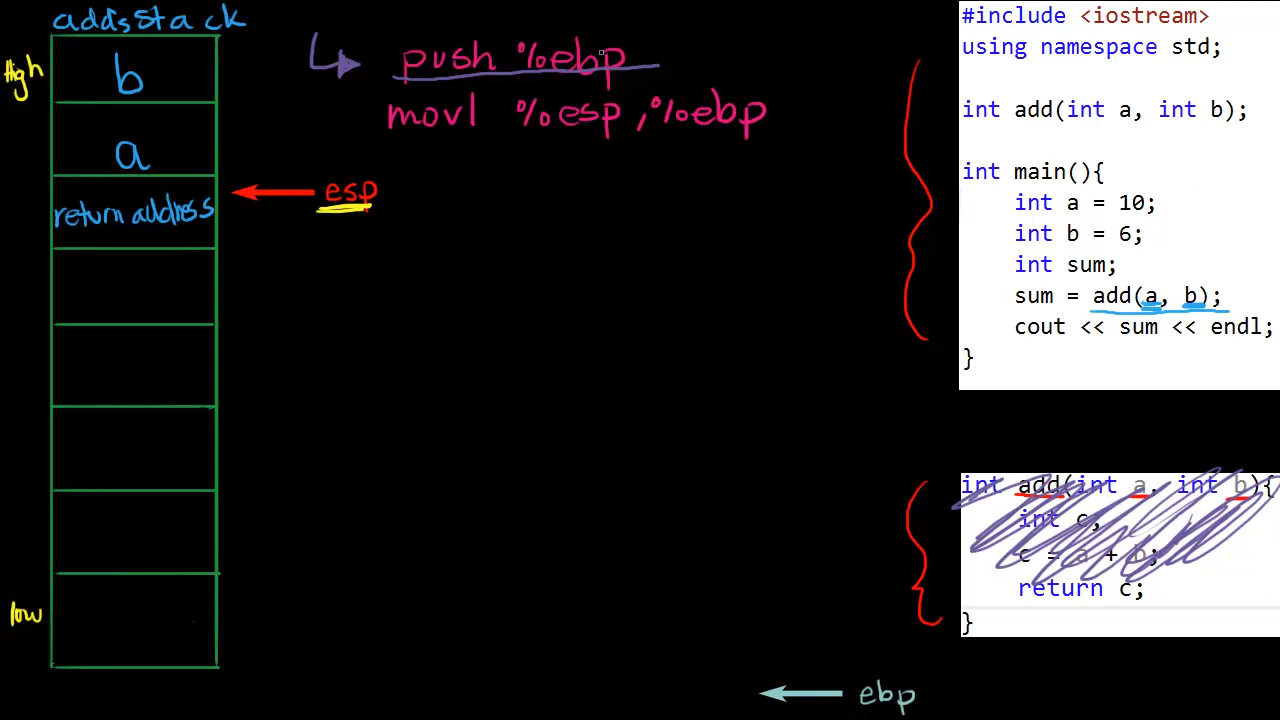 adds stack
High
b
a
return address
low
push %ebp
movl %esp ,%ebp
esp
ebp
#include <iostream>
using namespace std;
int add(int a, int b);
int main(){
int a = 10;
int b = 6;
int sum;
sum = add(a, b);
cout << sum << endl;
}
int add(int a, int b){
int c;
c = a + b;
return c;
}